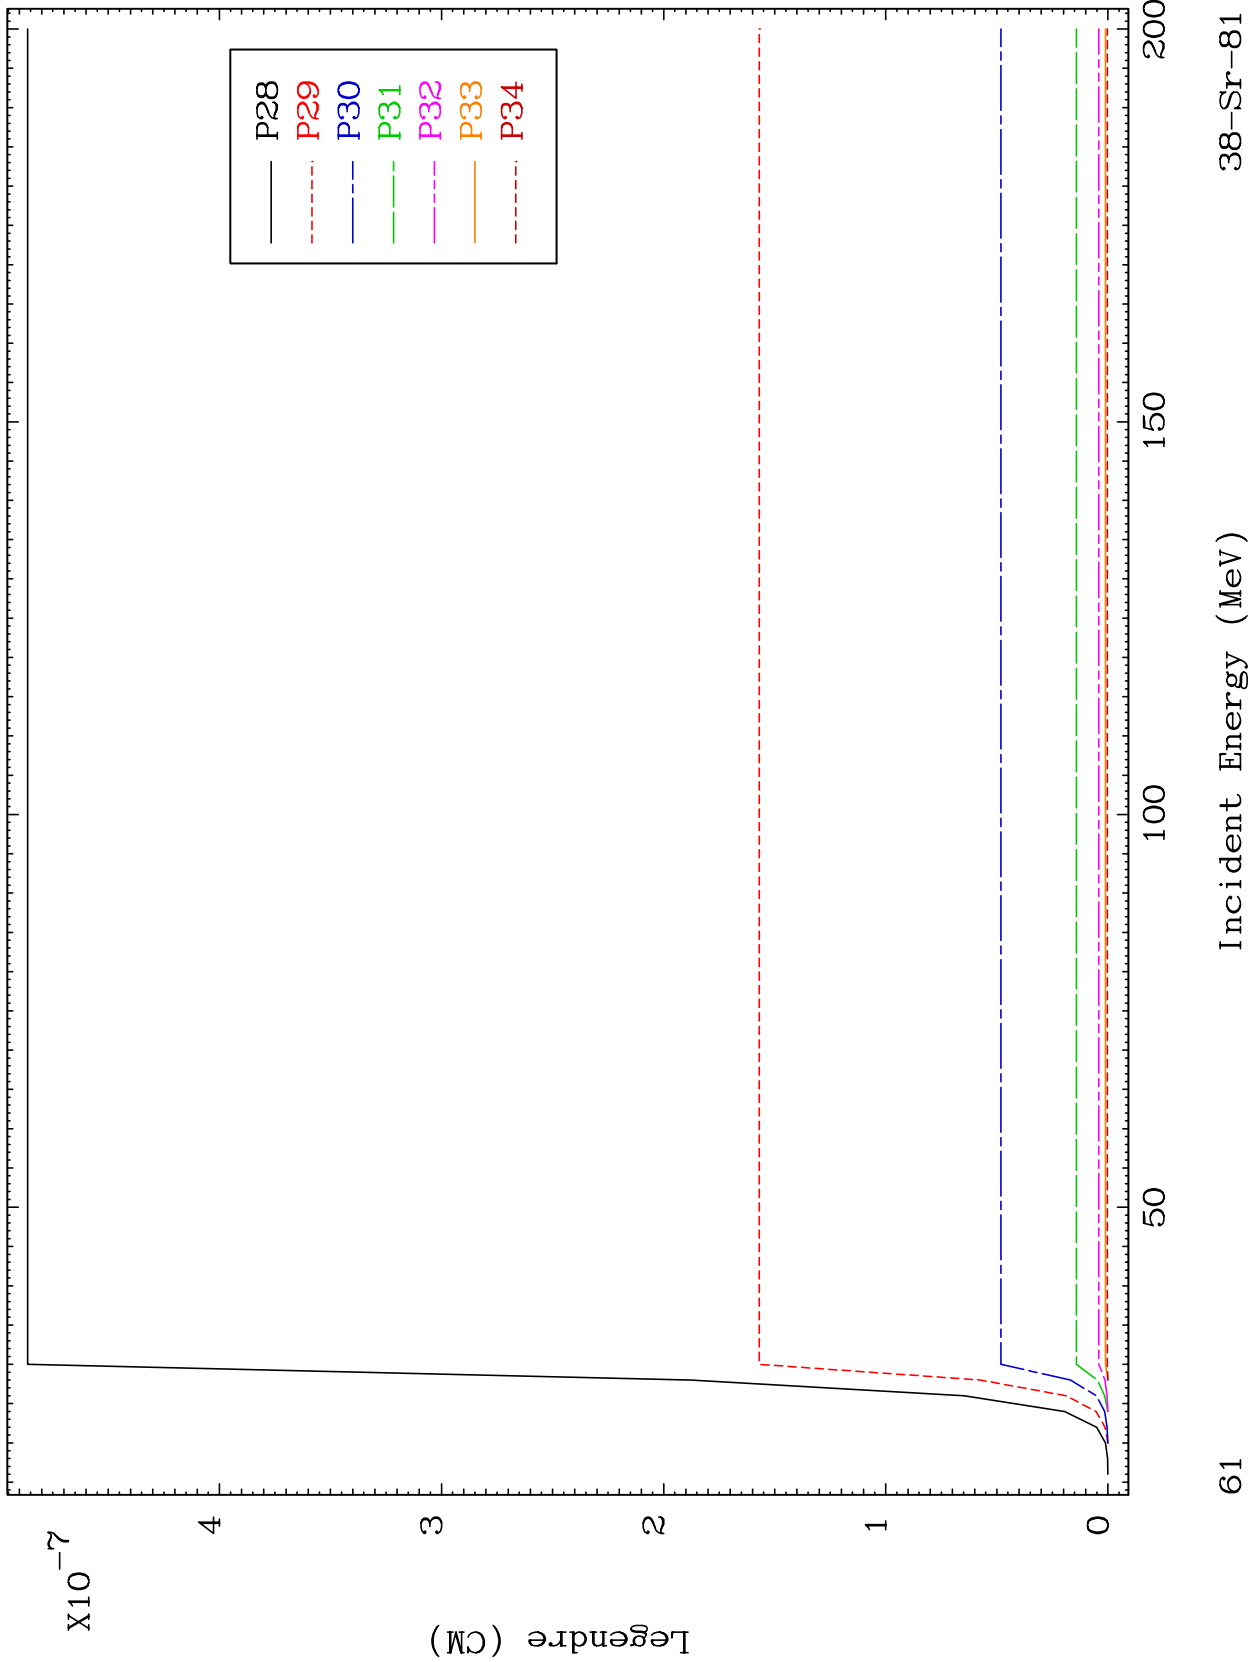 X10-7
4
3
2
1
0
Legendre (CM)
P28
P29
P30
P31
P32
P33
P34
50
100
150
200
Incident Energy (MeV)
61
38-Sr-81